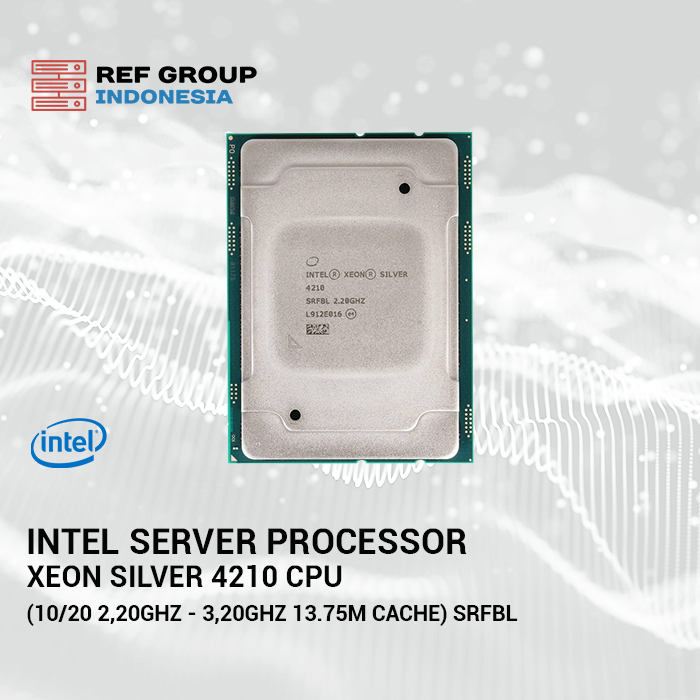 REF GROUP
INDONESIA
INTEL® XEON® SILVER
4210
SRFBL 2.20GHZ
L912E016 e4
intel
INTEL SERVER PROCESSOR
XEON SILVER 4210 CPU
(10/20 2,20GHZ - 3,20GHZ 13.75M CACHE) SRFBL